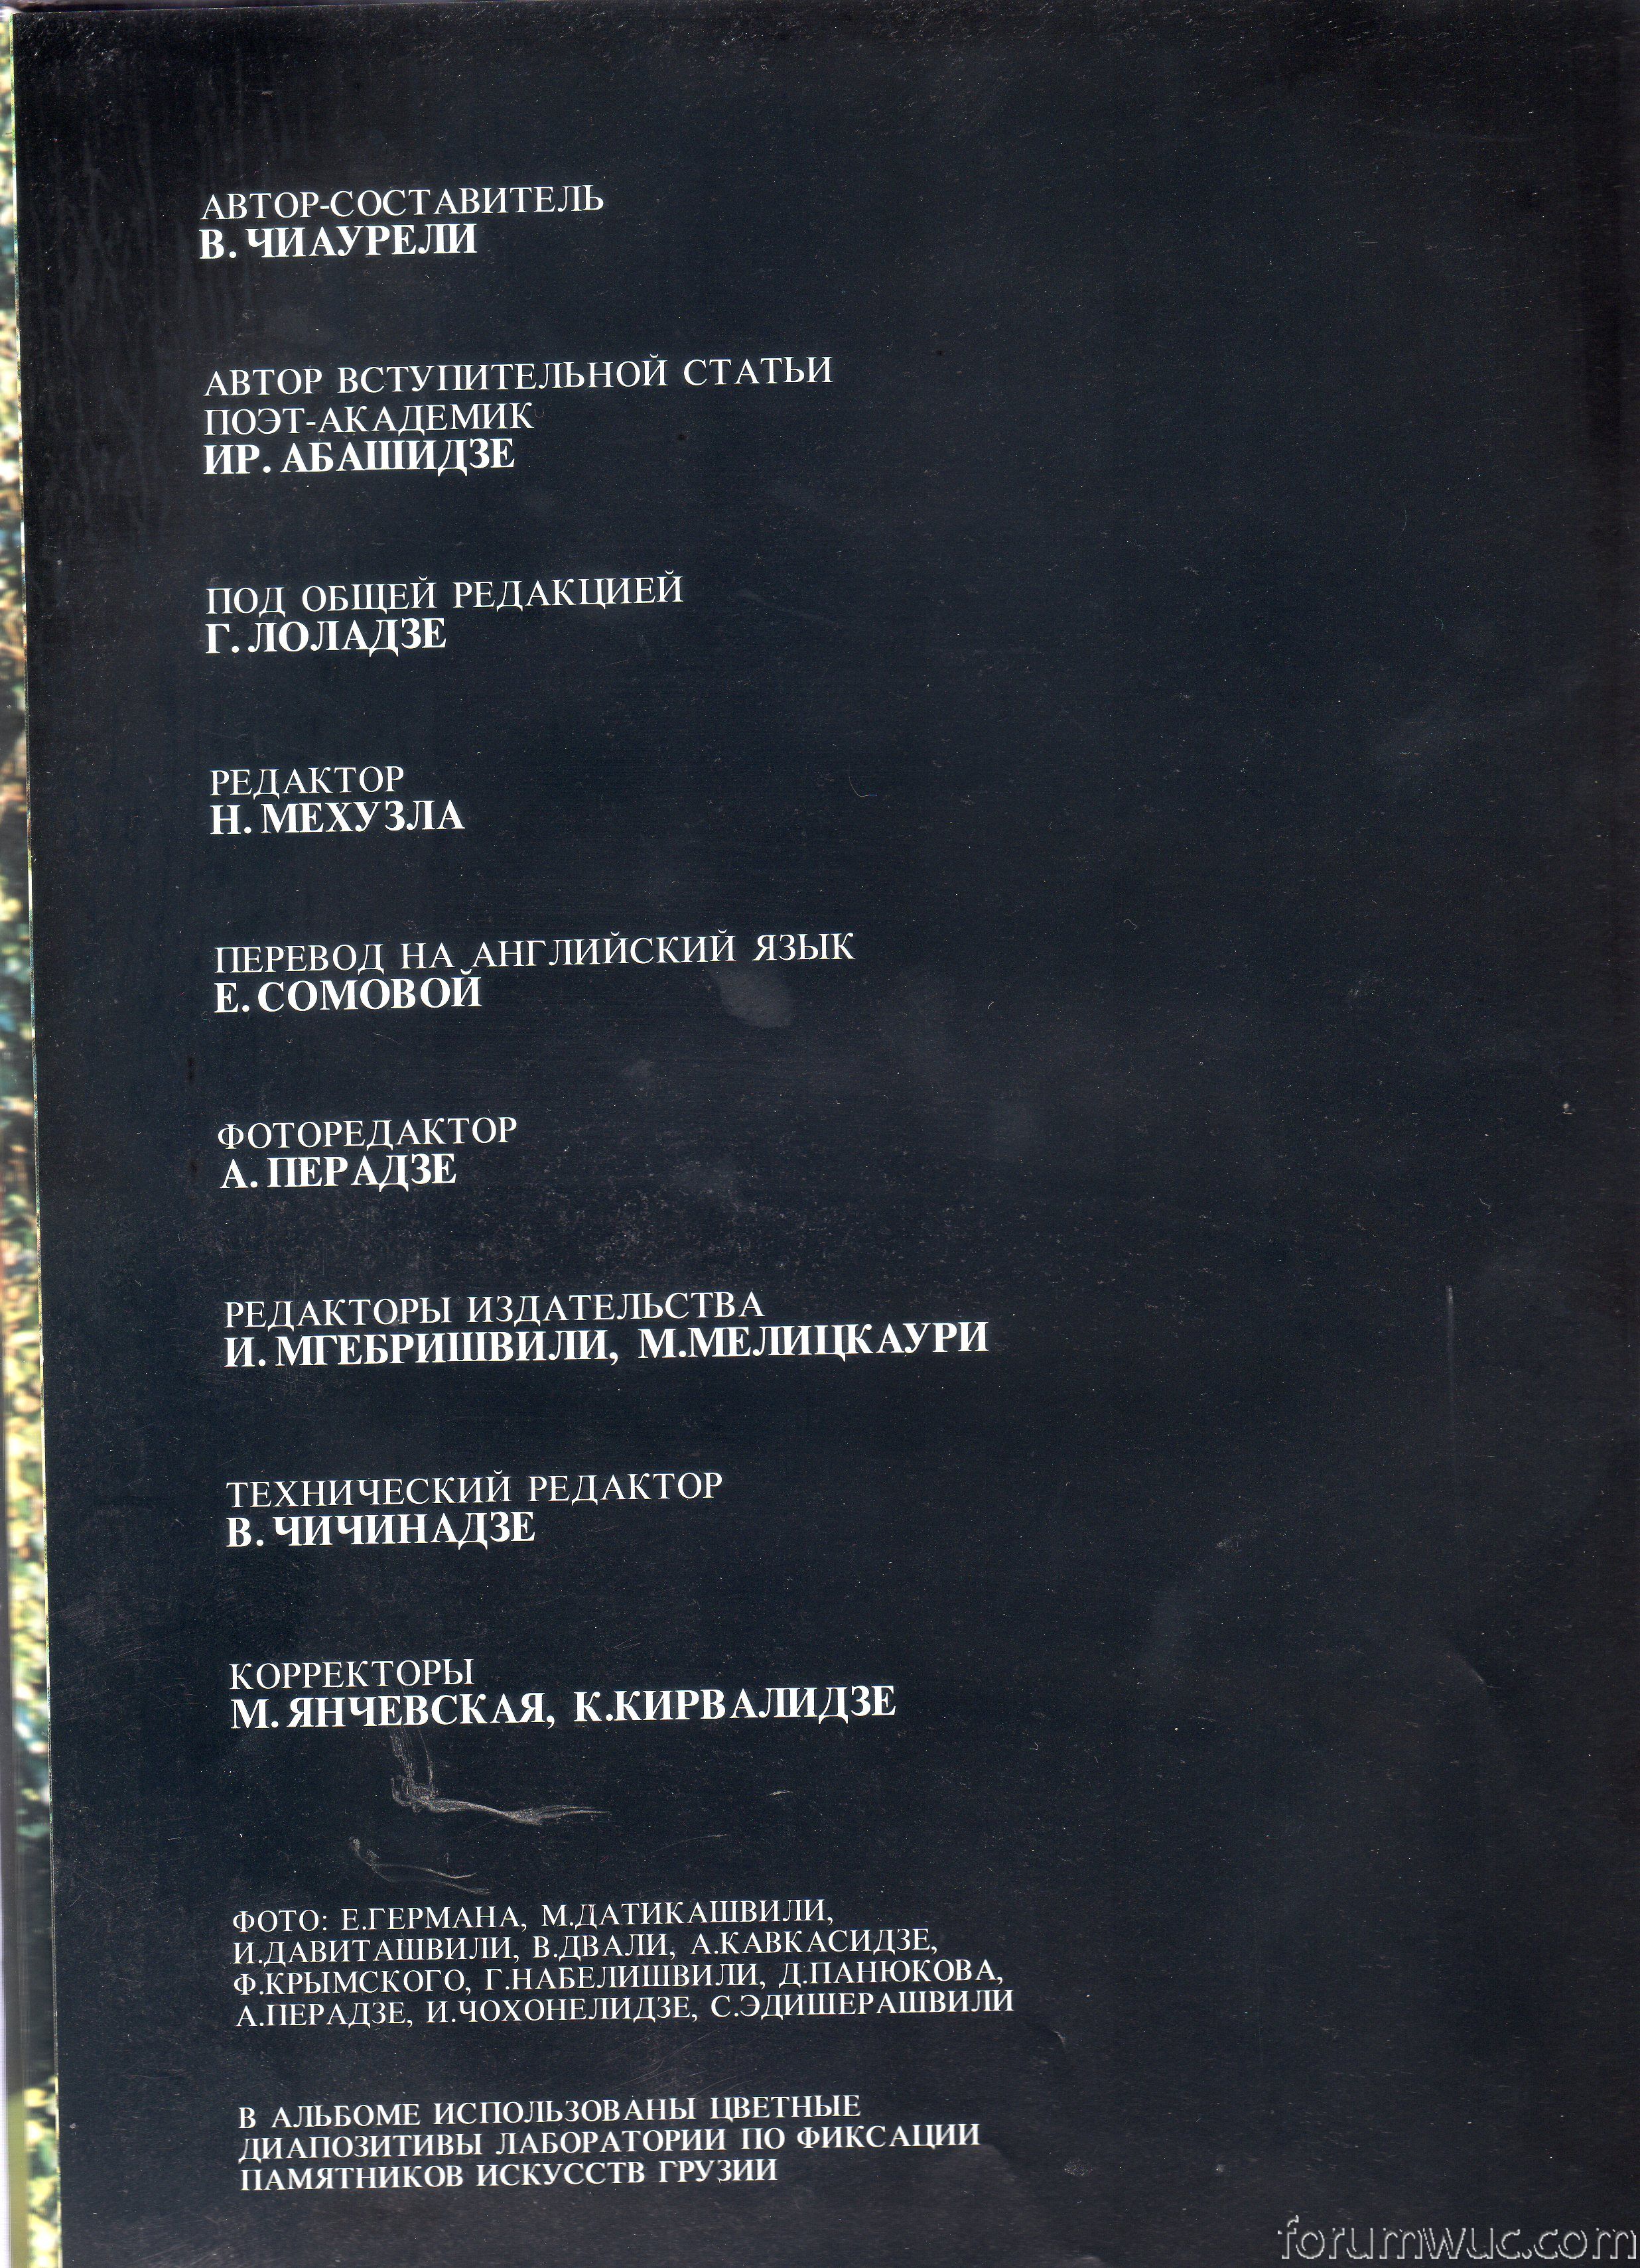 АВТОР-СОСТАВИТЕЛЬ
В. ЧИАУРЕЛИ
АВТОР ВСТУПИТЕЛЬНОЙ СТАТЬИ
ПОЭТ-АКАДЕМИК
ИР. АБАШИДЗЕ
ПОД ОБЩЕЙ РЕДАКЦИЕЙ
Г. ЛОЛАДЗЕ
РЕДАКТОР
Н. МЕХУЗЛА
ПЕРЕВОД НА АНГЛИЙСКИЙ ЯЗЫК
Е. СОМОВОЙ
ФОТОРЕДАКТОР
А. ПЕРАДЗЕ
РЕДАКТОРЫ ИЗДАТЕЛЬСТВА
И. МГЕБРИШВИЛИ, М.МЕЛИЦКАУРИ
ТЕХНИЧЕСКИЙ РЕДАКТОР
В. ЧИЧИНАДЗЕ
КОРРЕКТОРЫ
М. ЯНЧЕВСКАЯ, К.КИРВАЛИДЗЕ
ФОТО: Е.ГЕРМАНА, М.ДАТИКАШВИЛИ,
И.ДАВИТАШВИЛИ, В.ДВАЛИ, А.КАВКАСИДЗЕ,
Ф.КРЫМСКОГО, Г.НАБЕЛИШВИЛИ, Д.ПАНЮКОВА,
А.ПЕРАДЗЕ, И.ЧОХОНЕЛИДЗЕ, С.ЭДИШЕРАШВИЛИ
В АЛЬБОМЕ ИСПОЛЬЗОВАНЫ ЦВЕТНЫЕ
ДИАПОЗИТИВЫ ЛАБОРАТОРИИ ПО ФИКСАЦИИ
ПАМЯТНИКОВ ИСКУССТВ ГРУЗИИ
forumwuc.com